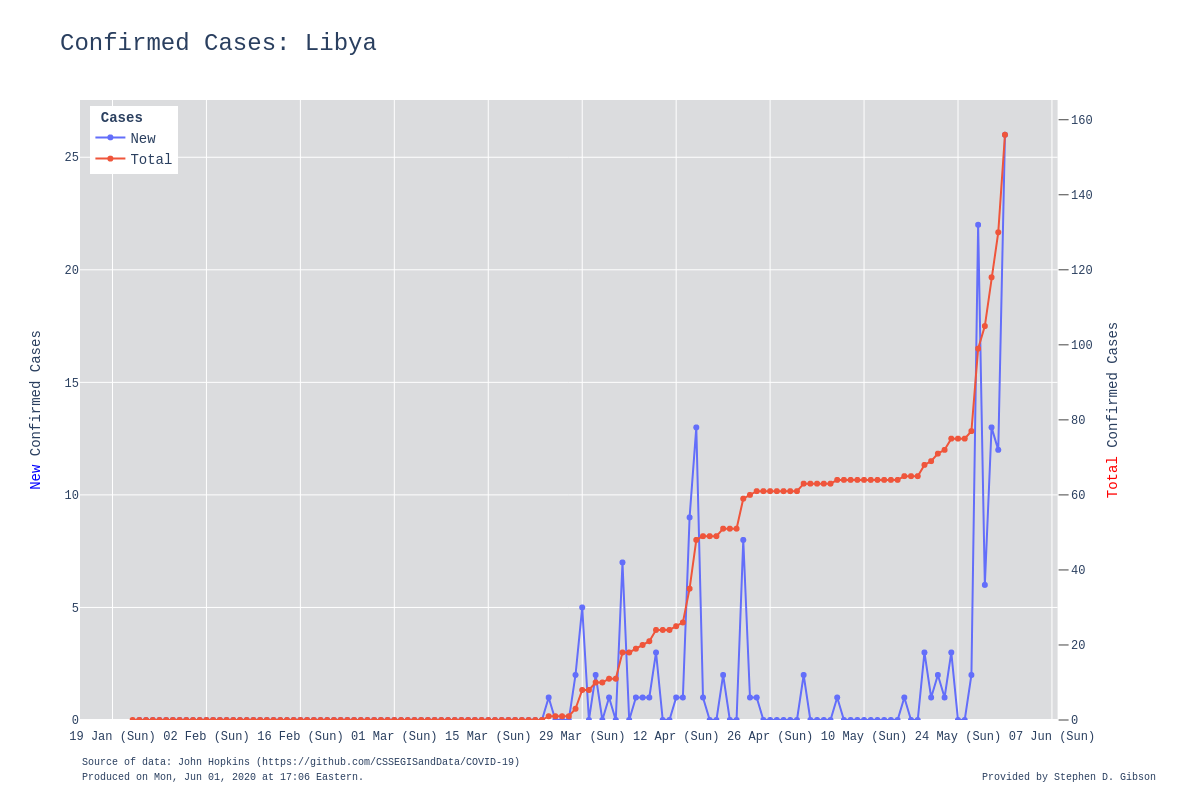 Confirmed Cases: Libya
Cases
New
Total
25
20
15
10
5
0
160
140
120
100
80
60
40
20
0
New Confirmed Cases
Total Confirmed Cases
19 Jan (Sun) 02 Feb (Sun) 16 Feb (Sun) 01 Mar (Sun) 15 Mar (Sun) 29 Mar (Sun) 12 Apr (Sun) 26 Apr (Sun) 10 May (Sun) 24 May (Sun) 07 Jun (Sun)
Source of data: John Hopkins (https://github.com/CSSEGISandData/COVID-19)
Produced on Mon, Jun 01, 2020 at 17:06 Eastern.
Provided by Stephen D. Gibson